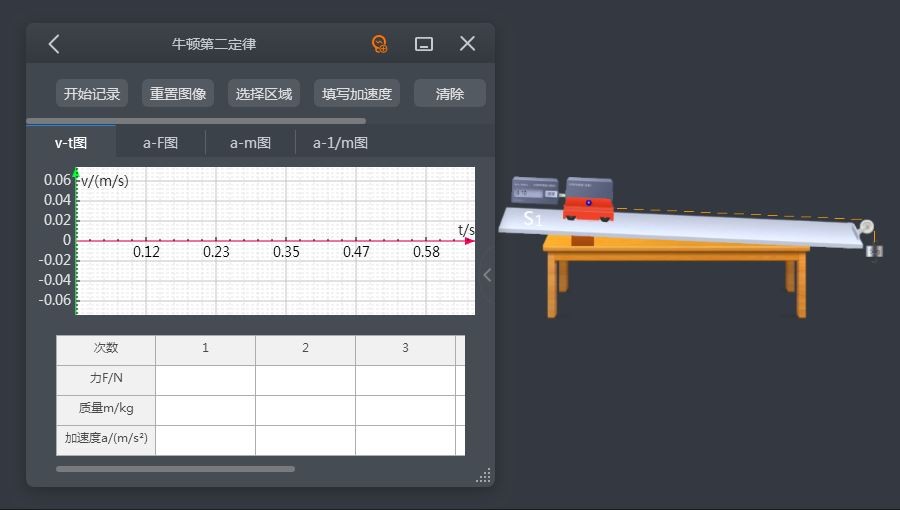 牛顿第二定律
开始记录 重置图像 选择区域 填写加速度 清除
v-t图 a-F图 a-m图 a-1/m图
v/(m/s)
0.06
0.04
0.02
0
-0.02
-0.04
-0.06
t/s
0.12 0.23 0.35 0.47 0.58
次数 1 2 3
力F/N
质量m/kg
加速度a/(m/s²)
S1